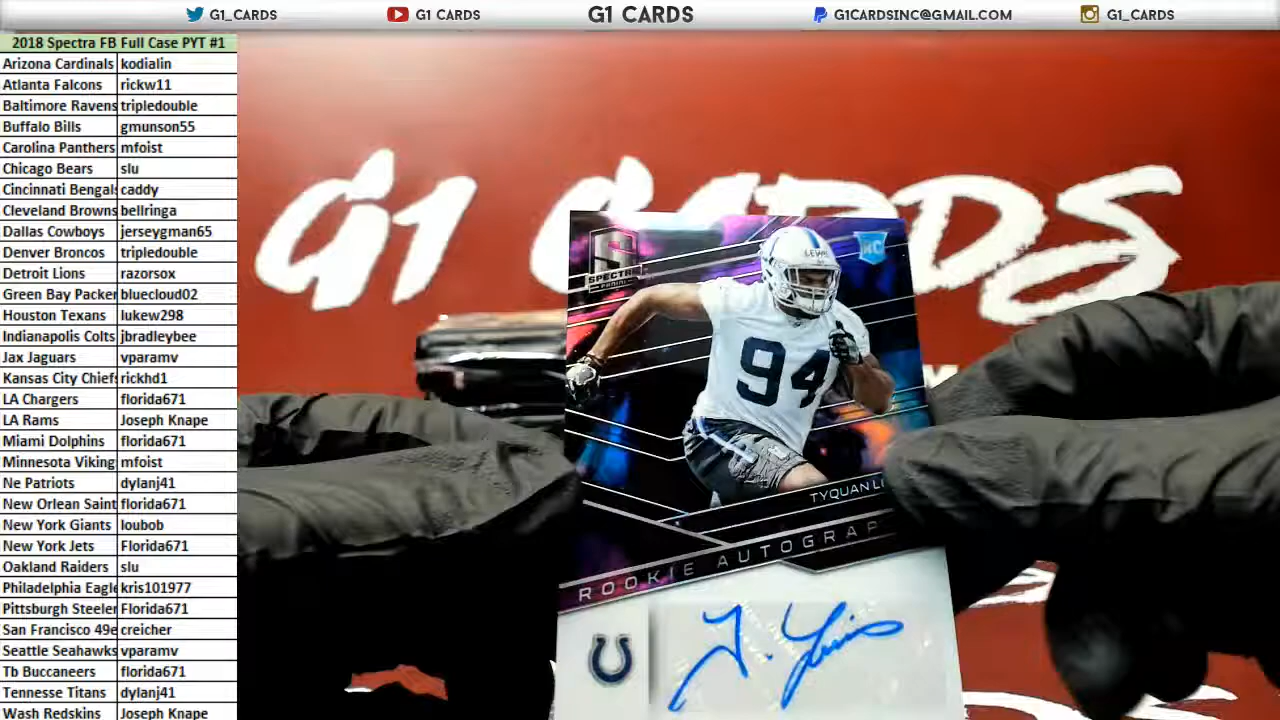 G1_CARDS
G1 CARDS
G1 CARDS
G1CARDSINC@GMAIL.COM
G1_CARDS
2018 Spectra FB Full Case PYT #1
Arizona Cardinals kodialin
Atlanta Falcons rickw11
Baltimore Ravens tripledouble
Buffalo Bills gmunson55
Carolina Panthers mfoist
Chicago Bears slu
Cincinnati Bengals caddy
Cleveland Browns bellringa
Dallas Cowboys jerseygman65
Denver Broncos tripledouble
Detroit Lions razorsox
Green Bay Packer bluecloud02
Houston Texans lukew298
Indianapolis Colts jbradleybee
Jax Jaguars vparamv
Kansas City Chiefs rickhd1
LA Chargers florida671
LA Rams Joseph Knape
Miami Dolphins florida671
Minnesota Viking mfoist
Ne Patriots dylanj41
New Orlean Saint florida671
New York Giants loubob
New York Jets Florida671
Oakland Raiders slu
Philadelphia Eagle kris101977
Pittsburgh Steeler Florida671
San Francisco 49e creicher
Seattle Seahawks vparamv
Tb Buccaneers florida671
Tennesse Titans dylanj41
Wash Redskins Joseph Knape
G1 CARDS
S
SPECTRA
PANINI
RC
LEWIS
94
TYQUAN L
ROOKIE AUTOGRAP
T. Lewis